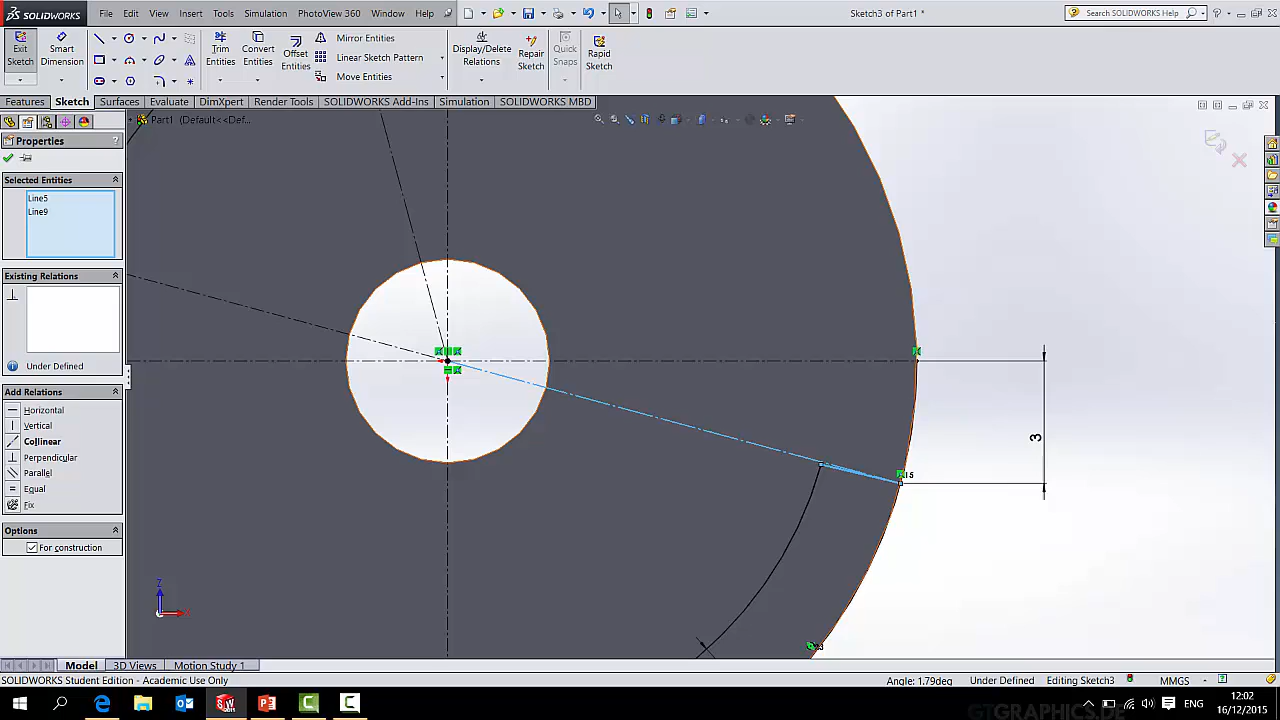 SOLIDWORKS
File Edit View Insert Tools Simulation PhotoView 360 Window Help
Sketch3 of Part1 *
Search SOLIDWORKS Help
Exit Sketch
Smart Dimension
Trim Entities
Convert Entities
Offset Entities
Mirror Entities
Linear Sketch Pattern
Move Entities
Display/Delete Relations
Repair Sketch
Quick Snaps
Rapid Sketch
Features Sketch Surfaces Evaluate DimXpert Render Tools SOLIDWORKS Add-Ins Simulation SOLIDWORKS MBD
Part1 (Default<<Def...
Properties ?
Selected Entities
Line5
Line9
Existing Relations
Under Defined
Add Relations
Horizontal
Vertical
Collinear
Perpendicular
Parallel
Equal
Fix
Options
For construction
3
15
Z
X
Model 3D Views Motion Study 1
SOLIDWORKS Student Edition - Academic Use Only
Angle: 1.79deg Under Defined Editing Sketch3 MMGS
ENG
12:02
16/12/2015
GTGRAPHICS.DE